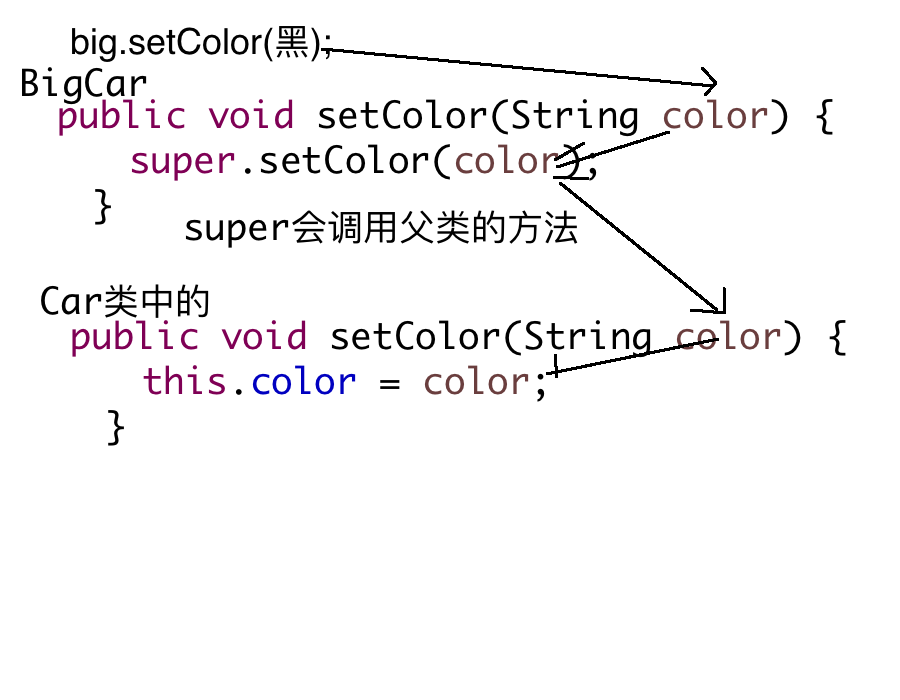 big.setColor(黑);
BigCar
public void setColor(String color) {
super.setColor(color);
}
super会调用父类的方法
Car类中的
public void setColor(String color) {
this.color = color;
}